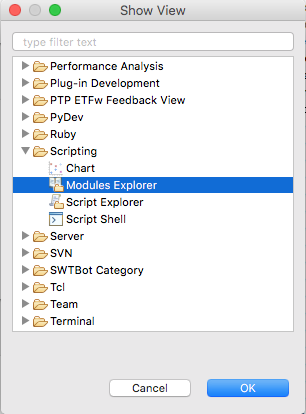 Show View
type filter text
Performance Analysis
Plug-in Development
PTP ETFw Feedback View
PyDev
Ruby
Scripting
Chart
Modules Explorer
Script Explorer
Script Shell
Server
SVN
SWTBot Category
Tcl
Team
Terminal
Cancel
OK